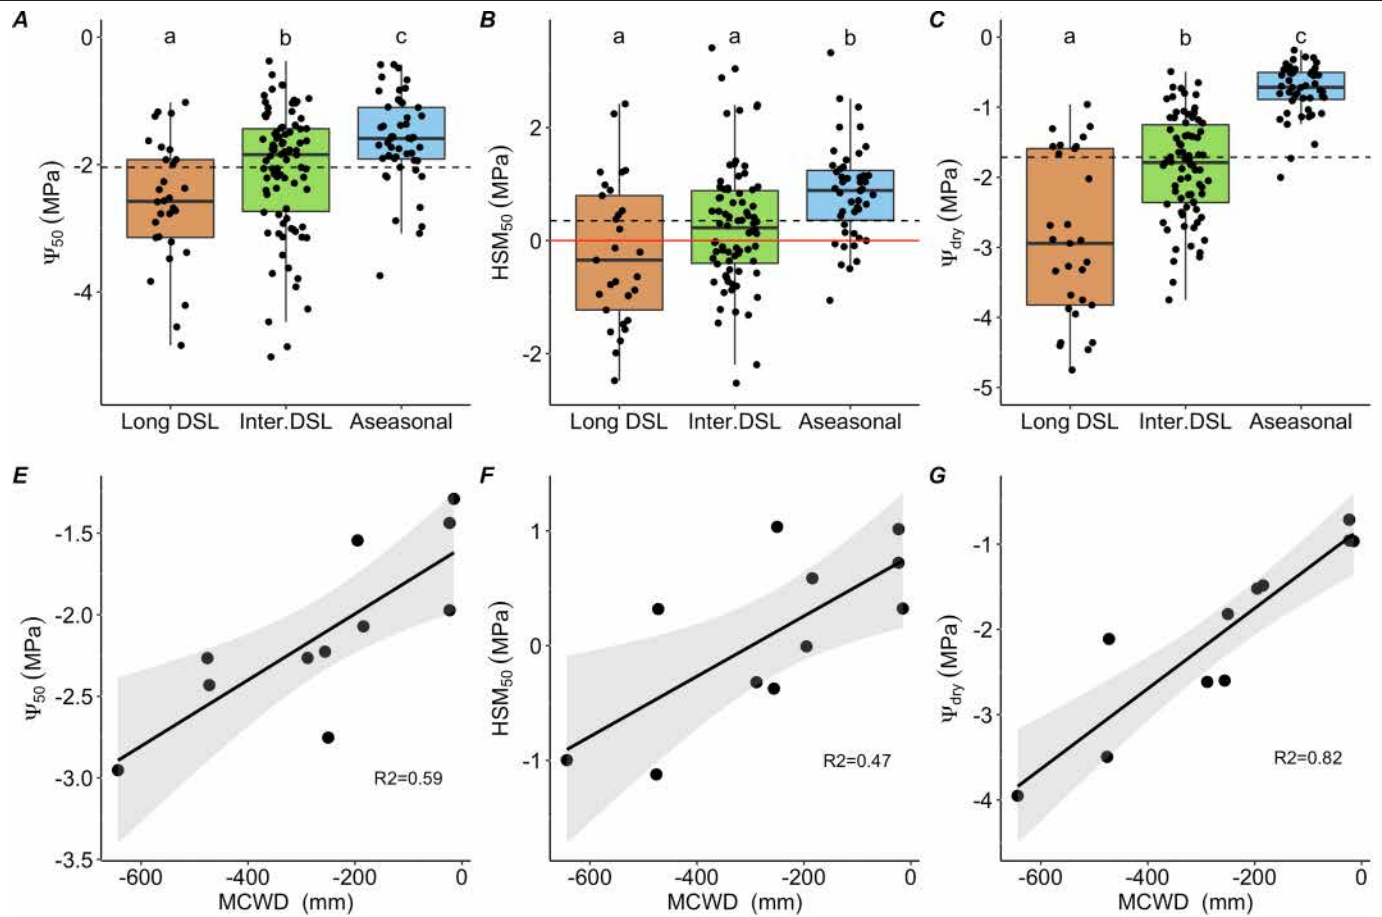 A
B
C
a b c
a a b
a b c
0
-2
-4
Ψ50 (MPa)
2
0
-2
HSM50 (MPa)
0
-1
-2
-3
-4
-5
Ψdry (MPa)
Long DSL Inter.DSL Aseasonal
Long DSL Inter.DSL Aseasonal
Long DSL Inter.DSL Aseasonal
E
F
G
-1.5
-2.0
-2.5
-3.0
-3.5
Ψ50 (MPa)
R2=0.59
-600 -400 -200 0
MCWD (mm)
1
0
-1
HSM50 (MPa)
R2=0.47
-600 -400 -200 0
MCWD (mm)
-1
-2
-3
-4
Ψdry (MPa)
R2=0.82
-600 -400 -200 0
MCWD (mm)